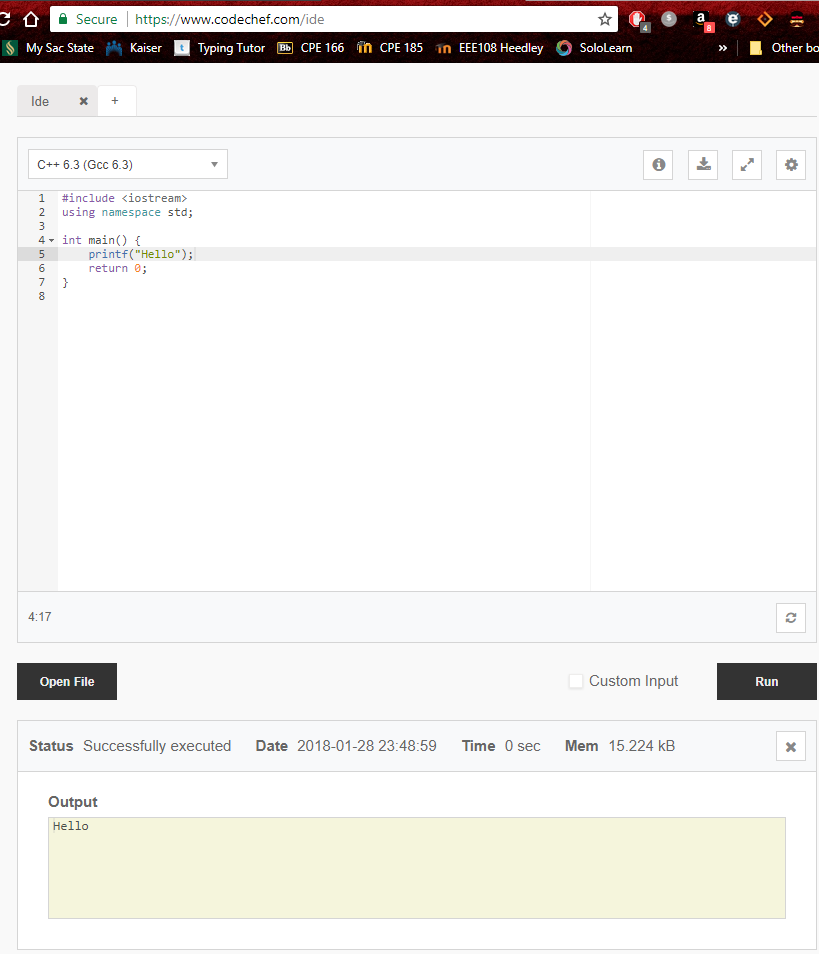 Secure https://www.codechef.com/ide 4 S a 8 e
My Sac State Kaiser t Typing Tutor Bb CPE 166 CPE 185 EEE108 Heedley SoloLearn » Other bo
Ide × +
C++ 6.3 (Gcc 6.3)
1 #include <iostream>
2 using namespace std;
3
4 int main() {
5 printf("Hello");
6 return 0;
7 }
8
4:17
Open File Custom Input Run
Status Successfully executed Date 2018-01-28 23:48:59 Time 0 sec Mem 15.224 kB ×
Output
Hello